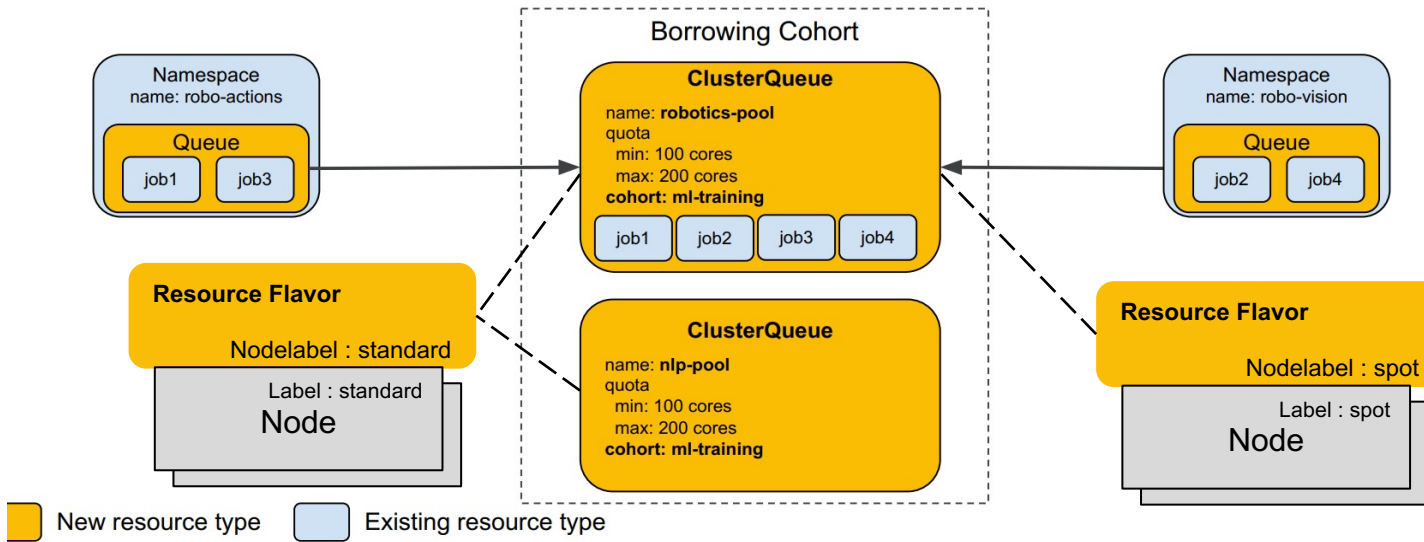 Borrowing Cohort
Namespace
name: robo-actions
Queue
job1
job3
ClusterQueue
name: robotics-pool
quota
min: 100 cores
max: 200 cores
cohort: ml-training
job1
job2
job3
job4
Namespace
name: robo-vision
Queue
job2
job4
Resource Flavor
Nodelabel : standard
Label : standard
Node
ClusterQueue
name: nlp-pool
quota
min: 100 cores
max: 200 cores
cohort: ml-training
Resource Flavor
Nodelabel : spot
Label : spot
Node
New resource type
Existing resource type